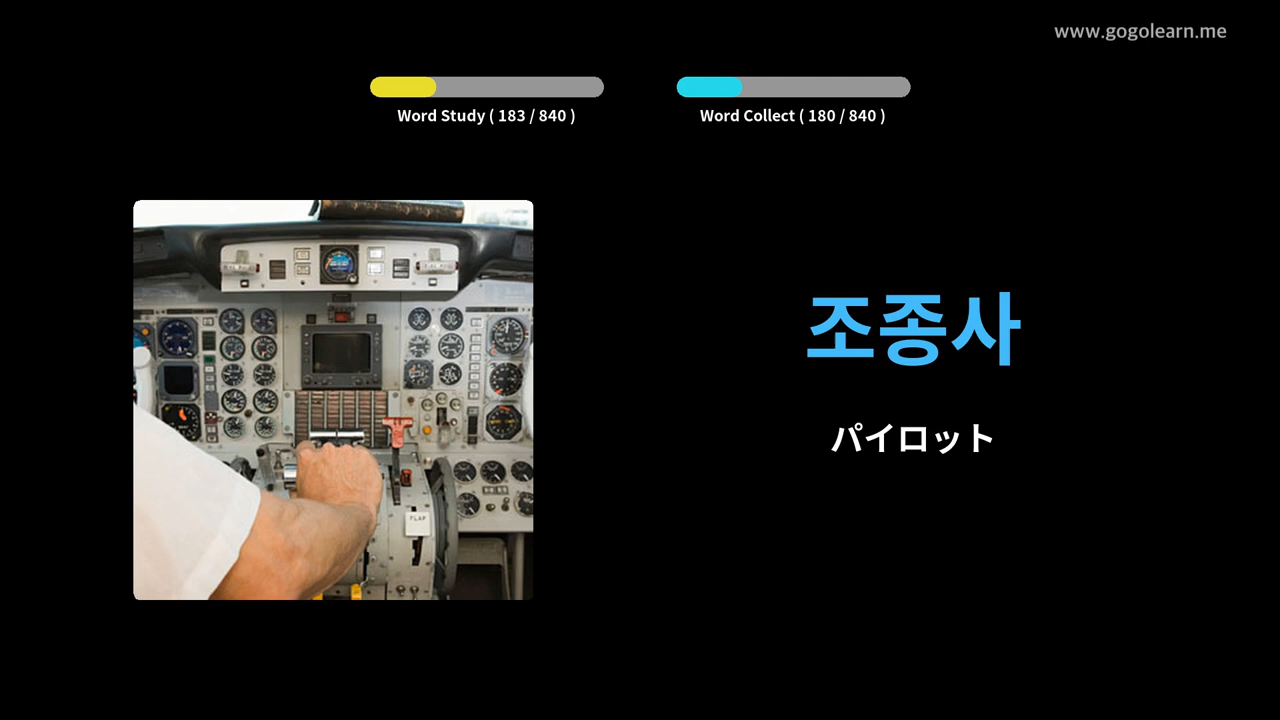 www.gogolearn.me
Word Study ( 183 / 840 )
Word Collect ( 180 / 840 )
조종사
パイロット
FLAP